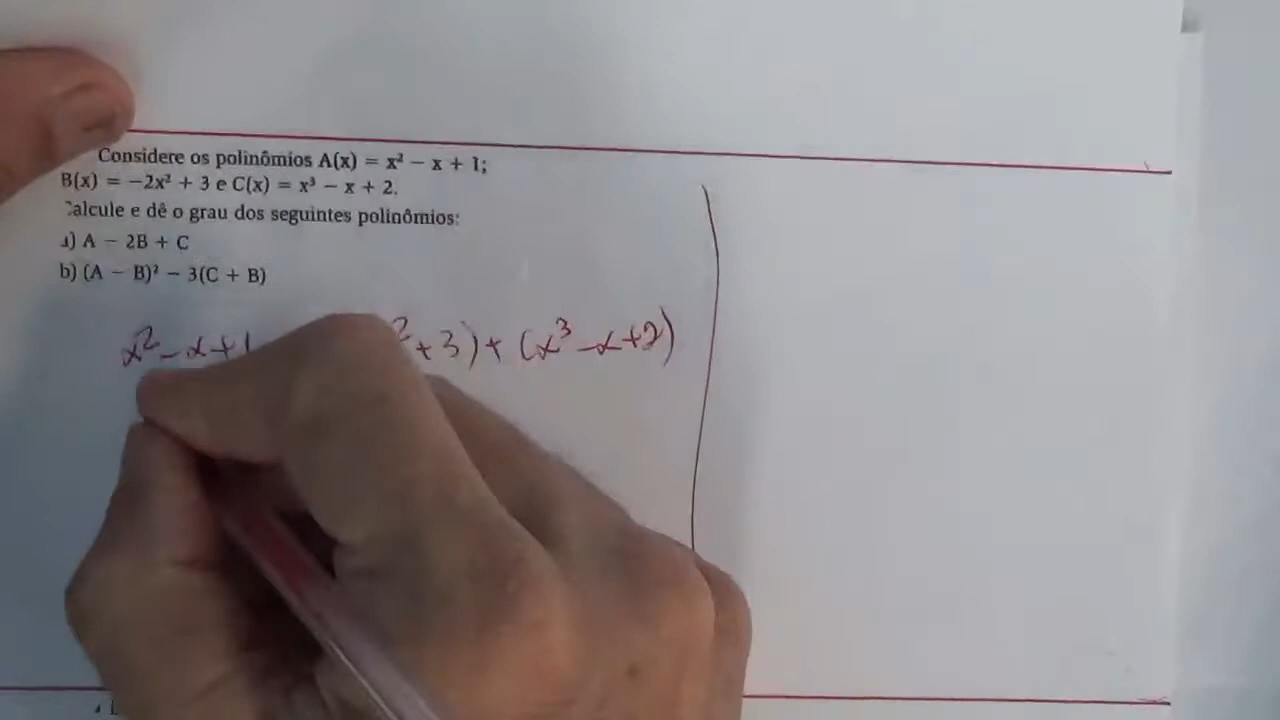 Considere os polinômios A(x) = x² − x + 1;
B(x) = −2x² + 3 e C(x) = x³ − x + 2.
Calcule e dê o grau dos seguintes polinômios:
a) A − 2B + C
b) (A − B)² − 3(C + B)
x² - x + 1 ² + 3) + (x³ - x + 2)